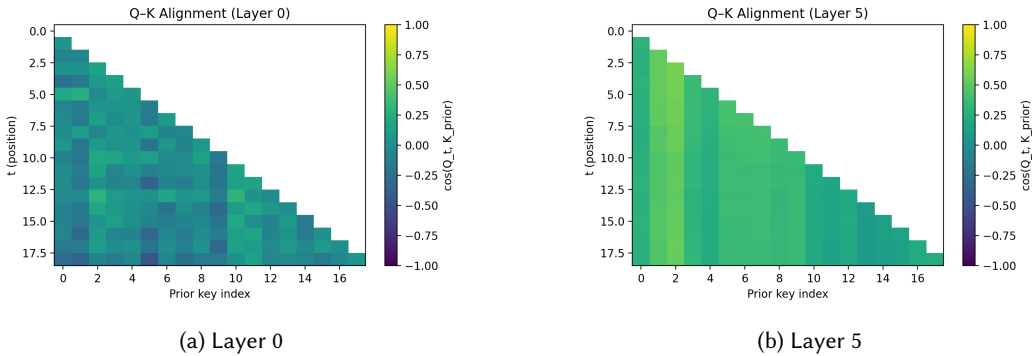 Q–K Alignment (Layer 0)
t (position)
0.0
2.5
5.0
7.5
10.0
12.5
15.0
17.5
0 2 4 6 8 10 12 14 16
Prior key index
1.00
0.75
0.50
0.25
0.00
−0.25
−0.50
−0.75
−1.00
cos(Q_t, K_prior)
(a) Layer 0
Q–K Alignment (Layer 5)
t (position)
0.0
2.5
5.0
7.5
10.0
12.5
15.0
17.5
0 2 4 6 8 10 12 14 16
Prior key index
1.00
0.75
0.50
0.25
0.00
−0.25
−0.50
−0.75
−1.00
cos(Q_t, K_prior)
(b) Layer 5